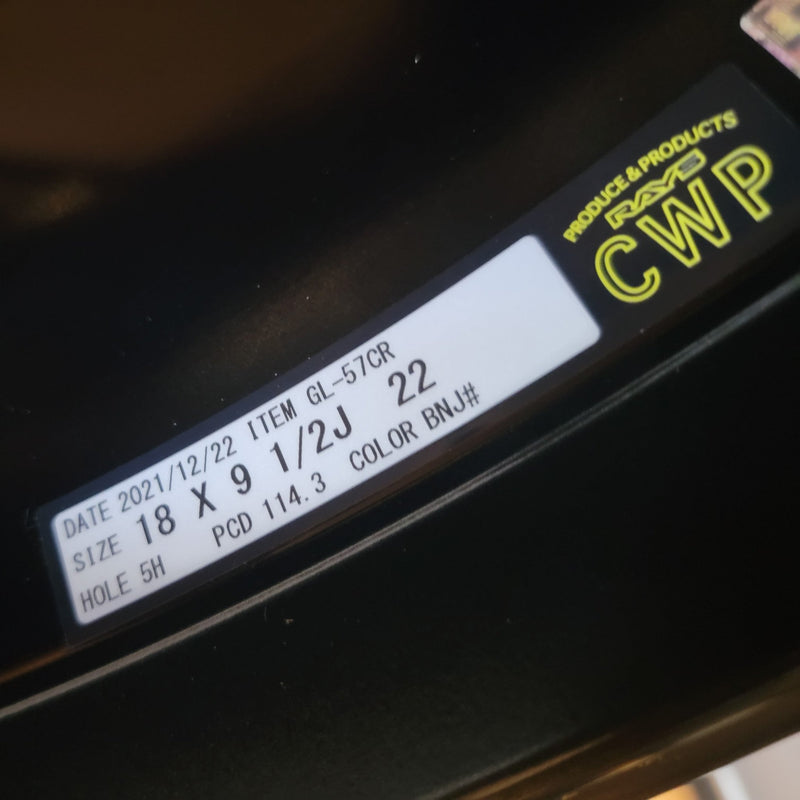 PRODUCE & PRODUCTS
RAYS
CWP
DATE 2021/12/22 ITEM GL-57CR
SIZE 18 X 9 1/2J 22
HOLE 5H PCD 114.3 COLOR BNJ#